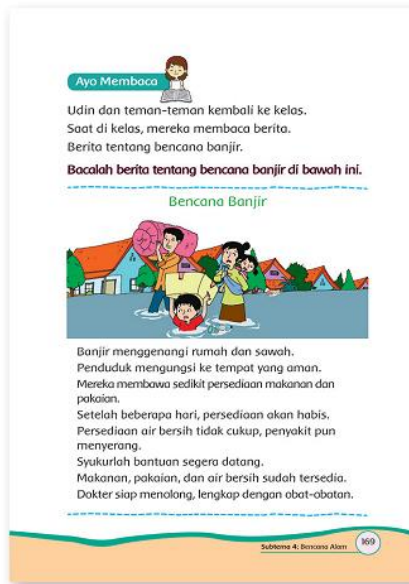 Ayo Membaca
Udin dan teman-teman kembali ke kelas.
Saat di kelas, mereka membaca berita.
Berita tentang bencana banjir.
Bacalah berita tentang bencana banjir di bawah ini.
Bencana Banjir
Banjir menggenangi rumah dan sawah.
Penduduk mengungsi ke tempat yang aman.
Mereka membawa sedikit persediaan makanan dan
pakaian.
Setelah beberapa hari, persediaan akan habis.
Persediaan air bersih tidak cukup, penyakit pun
menyerang.
Syukurlah bantuan segera datang.
Makanan, pakaian, dan air bersih sudah tersedia.
Dokter siap menolong, lengkap dengan obat-obatan.
Subtema 4: Bencana Alam 169